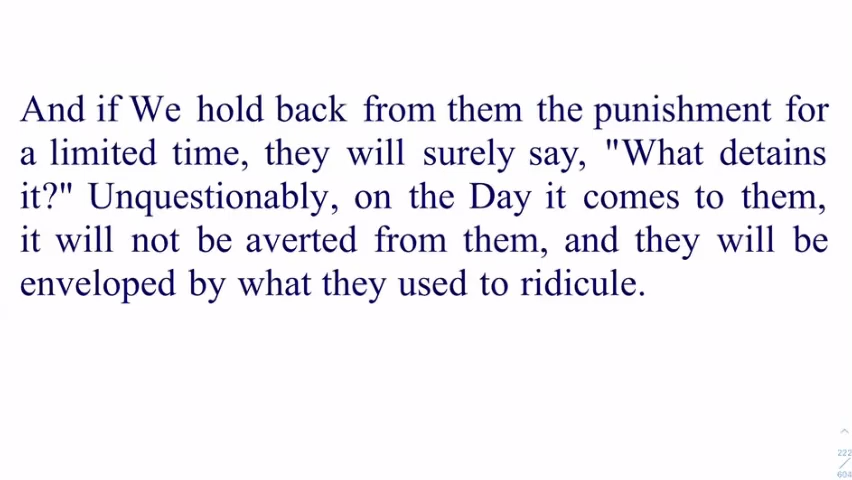 And if We hold back from them the punishment for
a limited time, they will surely say, "What detains
it?" Unquestionably, on the Day it comes to them,
it will not be averted from them, and they will be
enveloped by what they used to ridicule.
222
/
604